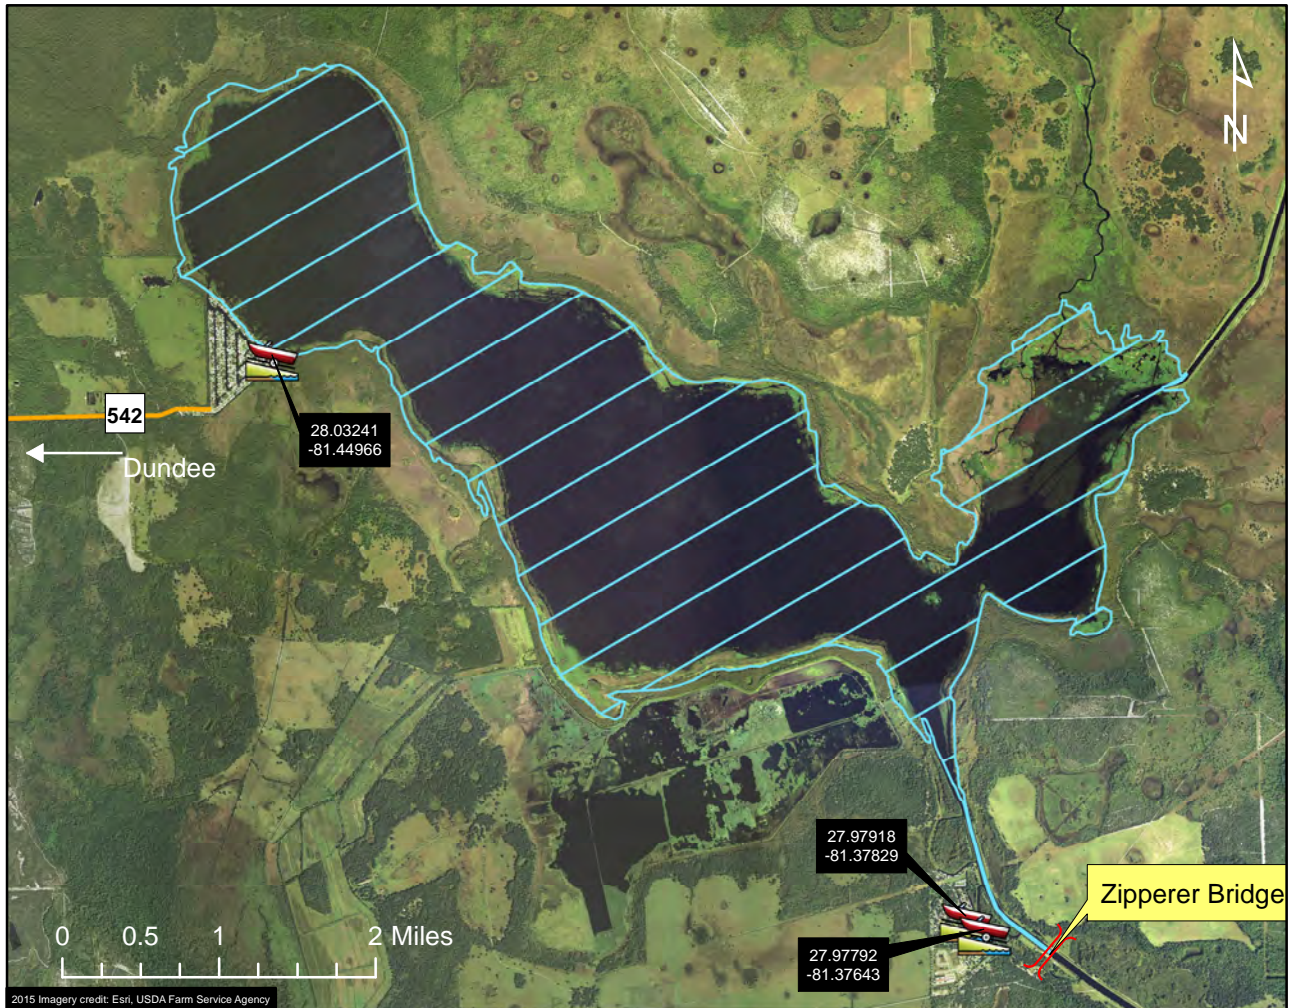 N
542
28.03241
-81.44966
Dundee
27.97918
-81.37829
Zipperer Bridge
27.97792
-81.37643
0 0.5 1 2 Miles
2015 Imagery credit: Esri, USDA Farm Service Agency